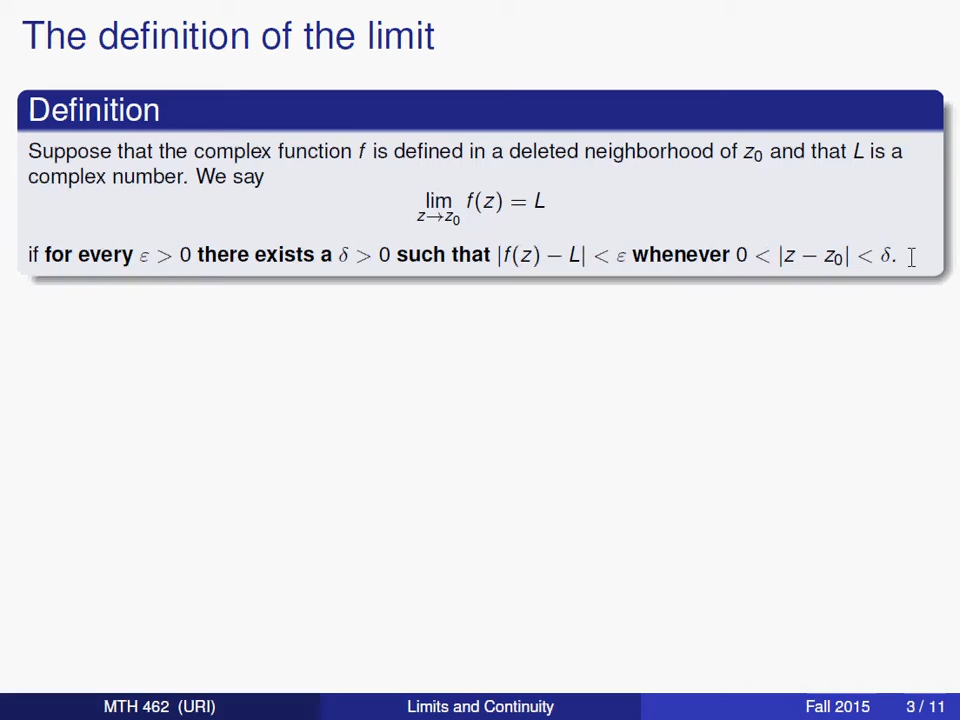 The definition of the limit
Definition
Suppose that the complex function f is defined in a deleted neighborhood of z₀ and that L is a
complex number. We say
lim f(z) = L
z→z₀
if for every ε > 0 there exists a δ > 0 such that |f(z) − L| < ε whenever 0 < |z − z₀| < δ.
MTH 462 (URI) Limits and Continuity Fall 2015 3 / 11